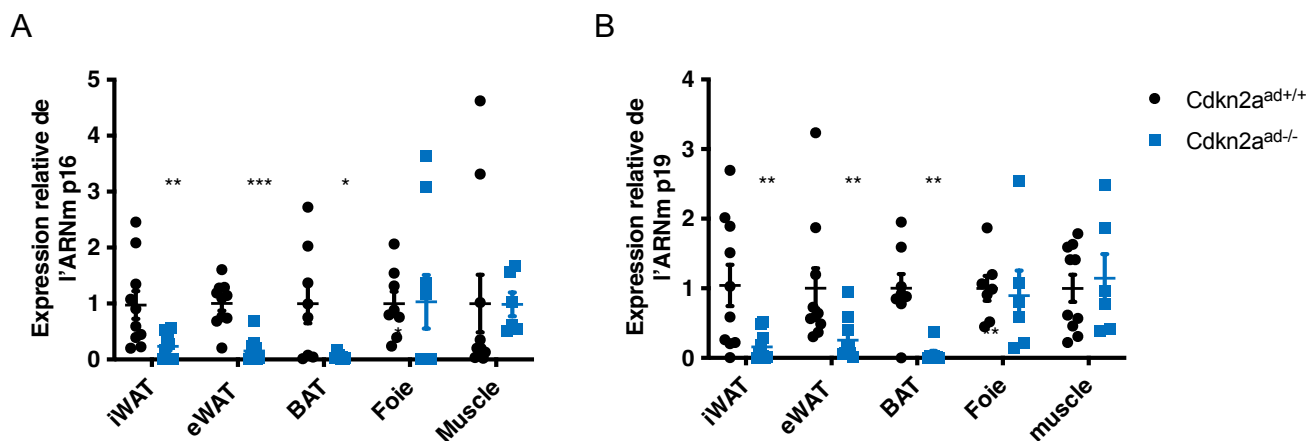 A
Expression relative de
l'ARNm p16
5
4
3
2
1
0
** *** *
*
iWAT eWAT BAT Foie Muscle
B
Expression relative de
l'ARNm p19
4
3
2
1
0
** ** **
**
iWAT eWAT BAT Foie muscle
Cdkn2a^ad+/+
Cdkn2a^ad-/-